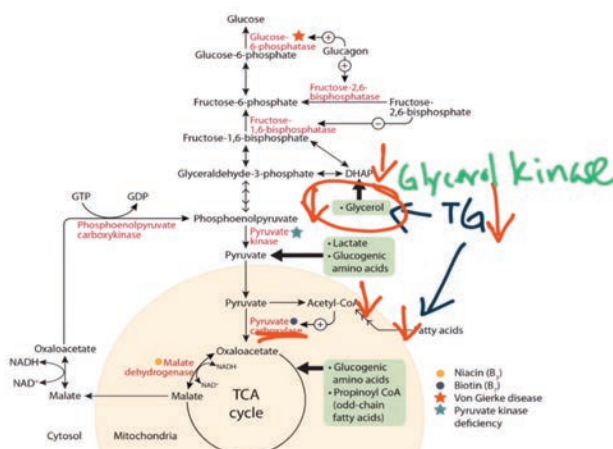 Glucose
Glucose-
6-phosphatase
Glucose-6-phosphate
Glucagon
Fructose-2,6-
bisphosphatase
Fructose-6-phosphate
Fructose-
2,6-bisphosphate
Fructose-
1,6-bisphosphatase
Fructose-1,6-bisphosphate
Glyceraldehyde-3-phosphate
DHAP
Glycerol kinase
• Glycerol
TG
GTP
GDP
Phosphoenolpyruvate
Phosphoenolpyruvate
carboxykinase
Pyruvate
kinase
• Lactate
• Glucogenic
amino acids
Pyruvate
Pyruvate
Acetyl-CoA
Pyruvate
carboxylase
fatty acids
Oxaloacetate
Oxaloacetate
NADH
NAD+
Malate
Malate
dehydrogenase
NADH
NAD+
Malate
TCA
cycle
• Glucogenic
amino acids
• Propinoyl CoA
(odd-chain
fatty acids)
Niacin (B3)
Biotin (B7)
Von Gierke disease
Pyruvate kinase
deficiency
Cytosol
Mitochondria